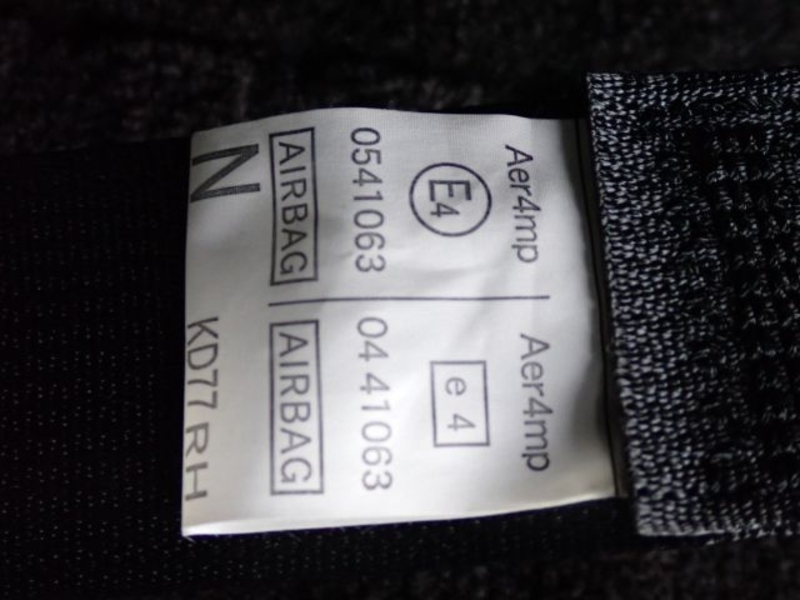 Aer4mp Aer4mp
E4 e 4
0541063 04 41063
AIRBAG AIRBAG
N KD77 RH